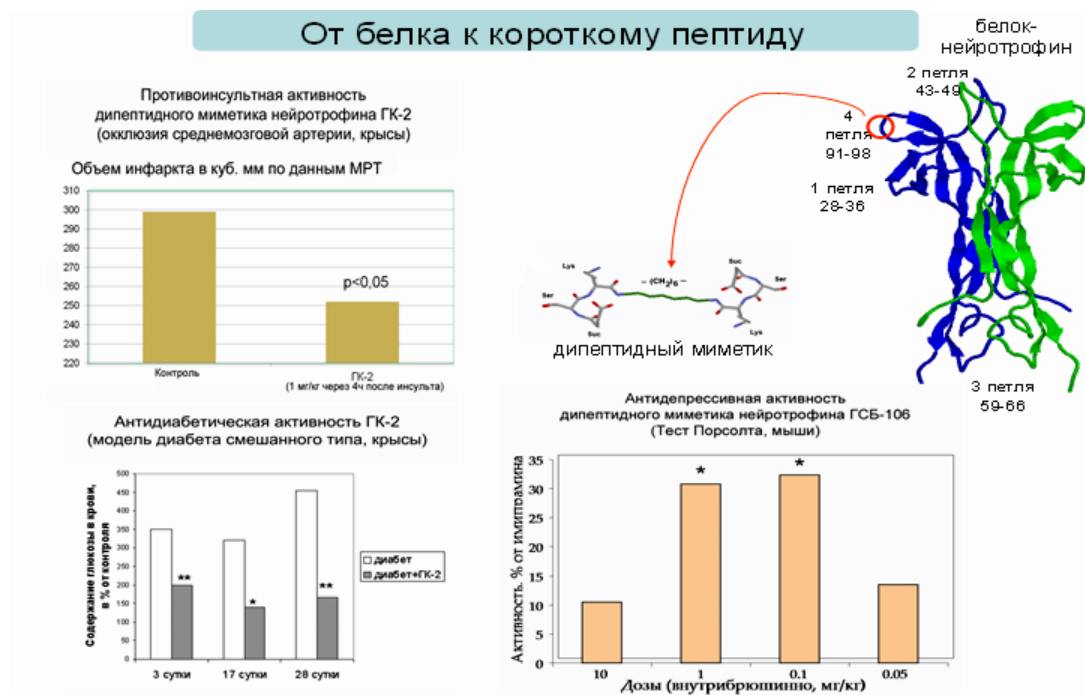 От белка к короткому пептиду
белок-
нейротрофин
2 петля
43-49
4
петля
91-98
1 петля
28-36
3 петля
59-66
Противоинсультная активность
дипептидного миметика нейротрофина ГК-2
(окклюзия среднемозговой артерии, крысы)
Объем инфаркта в куб. мм по данным МРТ
310
300
290
280
270
260
250
240
230
220
p<0,05
Контроль
ГК-2
(1 мг/кг через 4ч после инсульта)
Lys
Ser
Suc
– (CH2)6 –
Suc
Ser
Lys
дипептидный миметик
Антидиабетическая активность ГК-2
(модель диабета смешанного типа, крысы)
Содержание глюкозы в крови,
в % от контроля
500
450
400
350
300
250
200
150
100
50
0
**
*
**
3 сутки
17 сутки
28 сутки
диабет
диабет+ГК-2
Антидепрессивная активность
дипептидного миметика нейротрофина ГСБ-106
(Тест Порсолта, мыши)
Активность. % от имипрамина
35
30
25
20
15
10
5
0
*
*
10
1
0.1
0.05
Дозы (внутрибрюшинно, мг/кг)